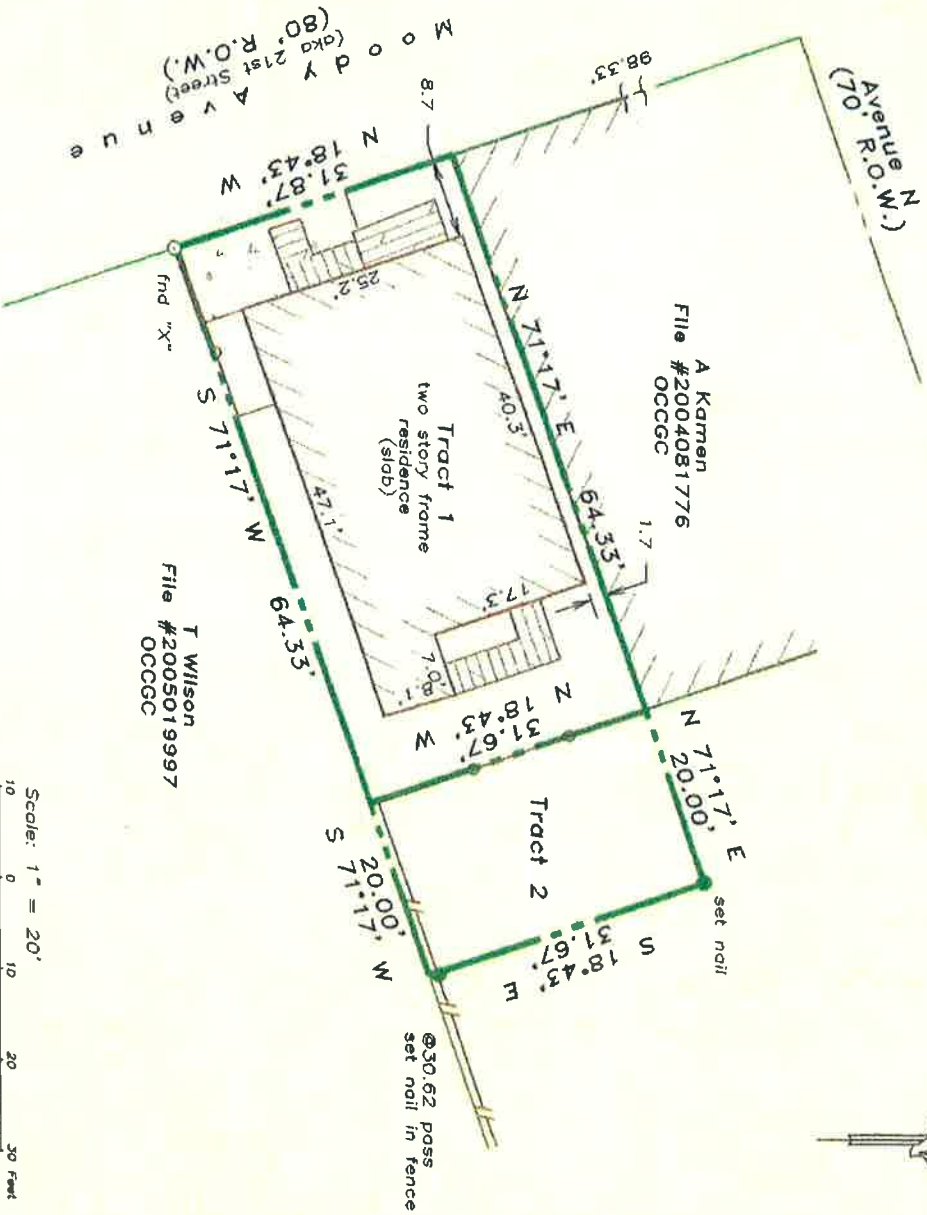 Avenue N
(70' R.O.W.)
98.33'
Moody Avenue
(aka 21st Street)
(80' R.O.W.)
8.7
N 18°43' W
31.87'
A Kamen
File #2004081776
OCCGC
N 71°17' E 64.33'
1.7
40.3'
25.2'
Tract 1
two story frame
residence
(slab)
47.1'
17.3'
7.0'
8.1'
fnd "X"
S 71°17' W 64.33'
N 18°43' W
31.67'
N 71°17' E
20.00'
set nail
Tract 2
S 18°43' E
31.67'
20.00'
S 71°17' W
@30.62 pass
set nail in fence
T Wilson
File #2005019997
OCCGC
Scale: 1" = 20'
10 0 10 20 30 Feet